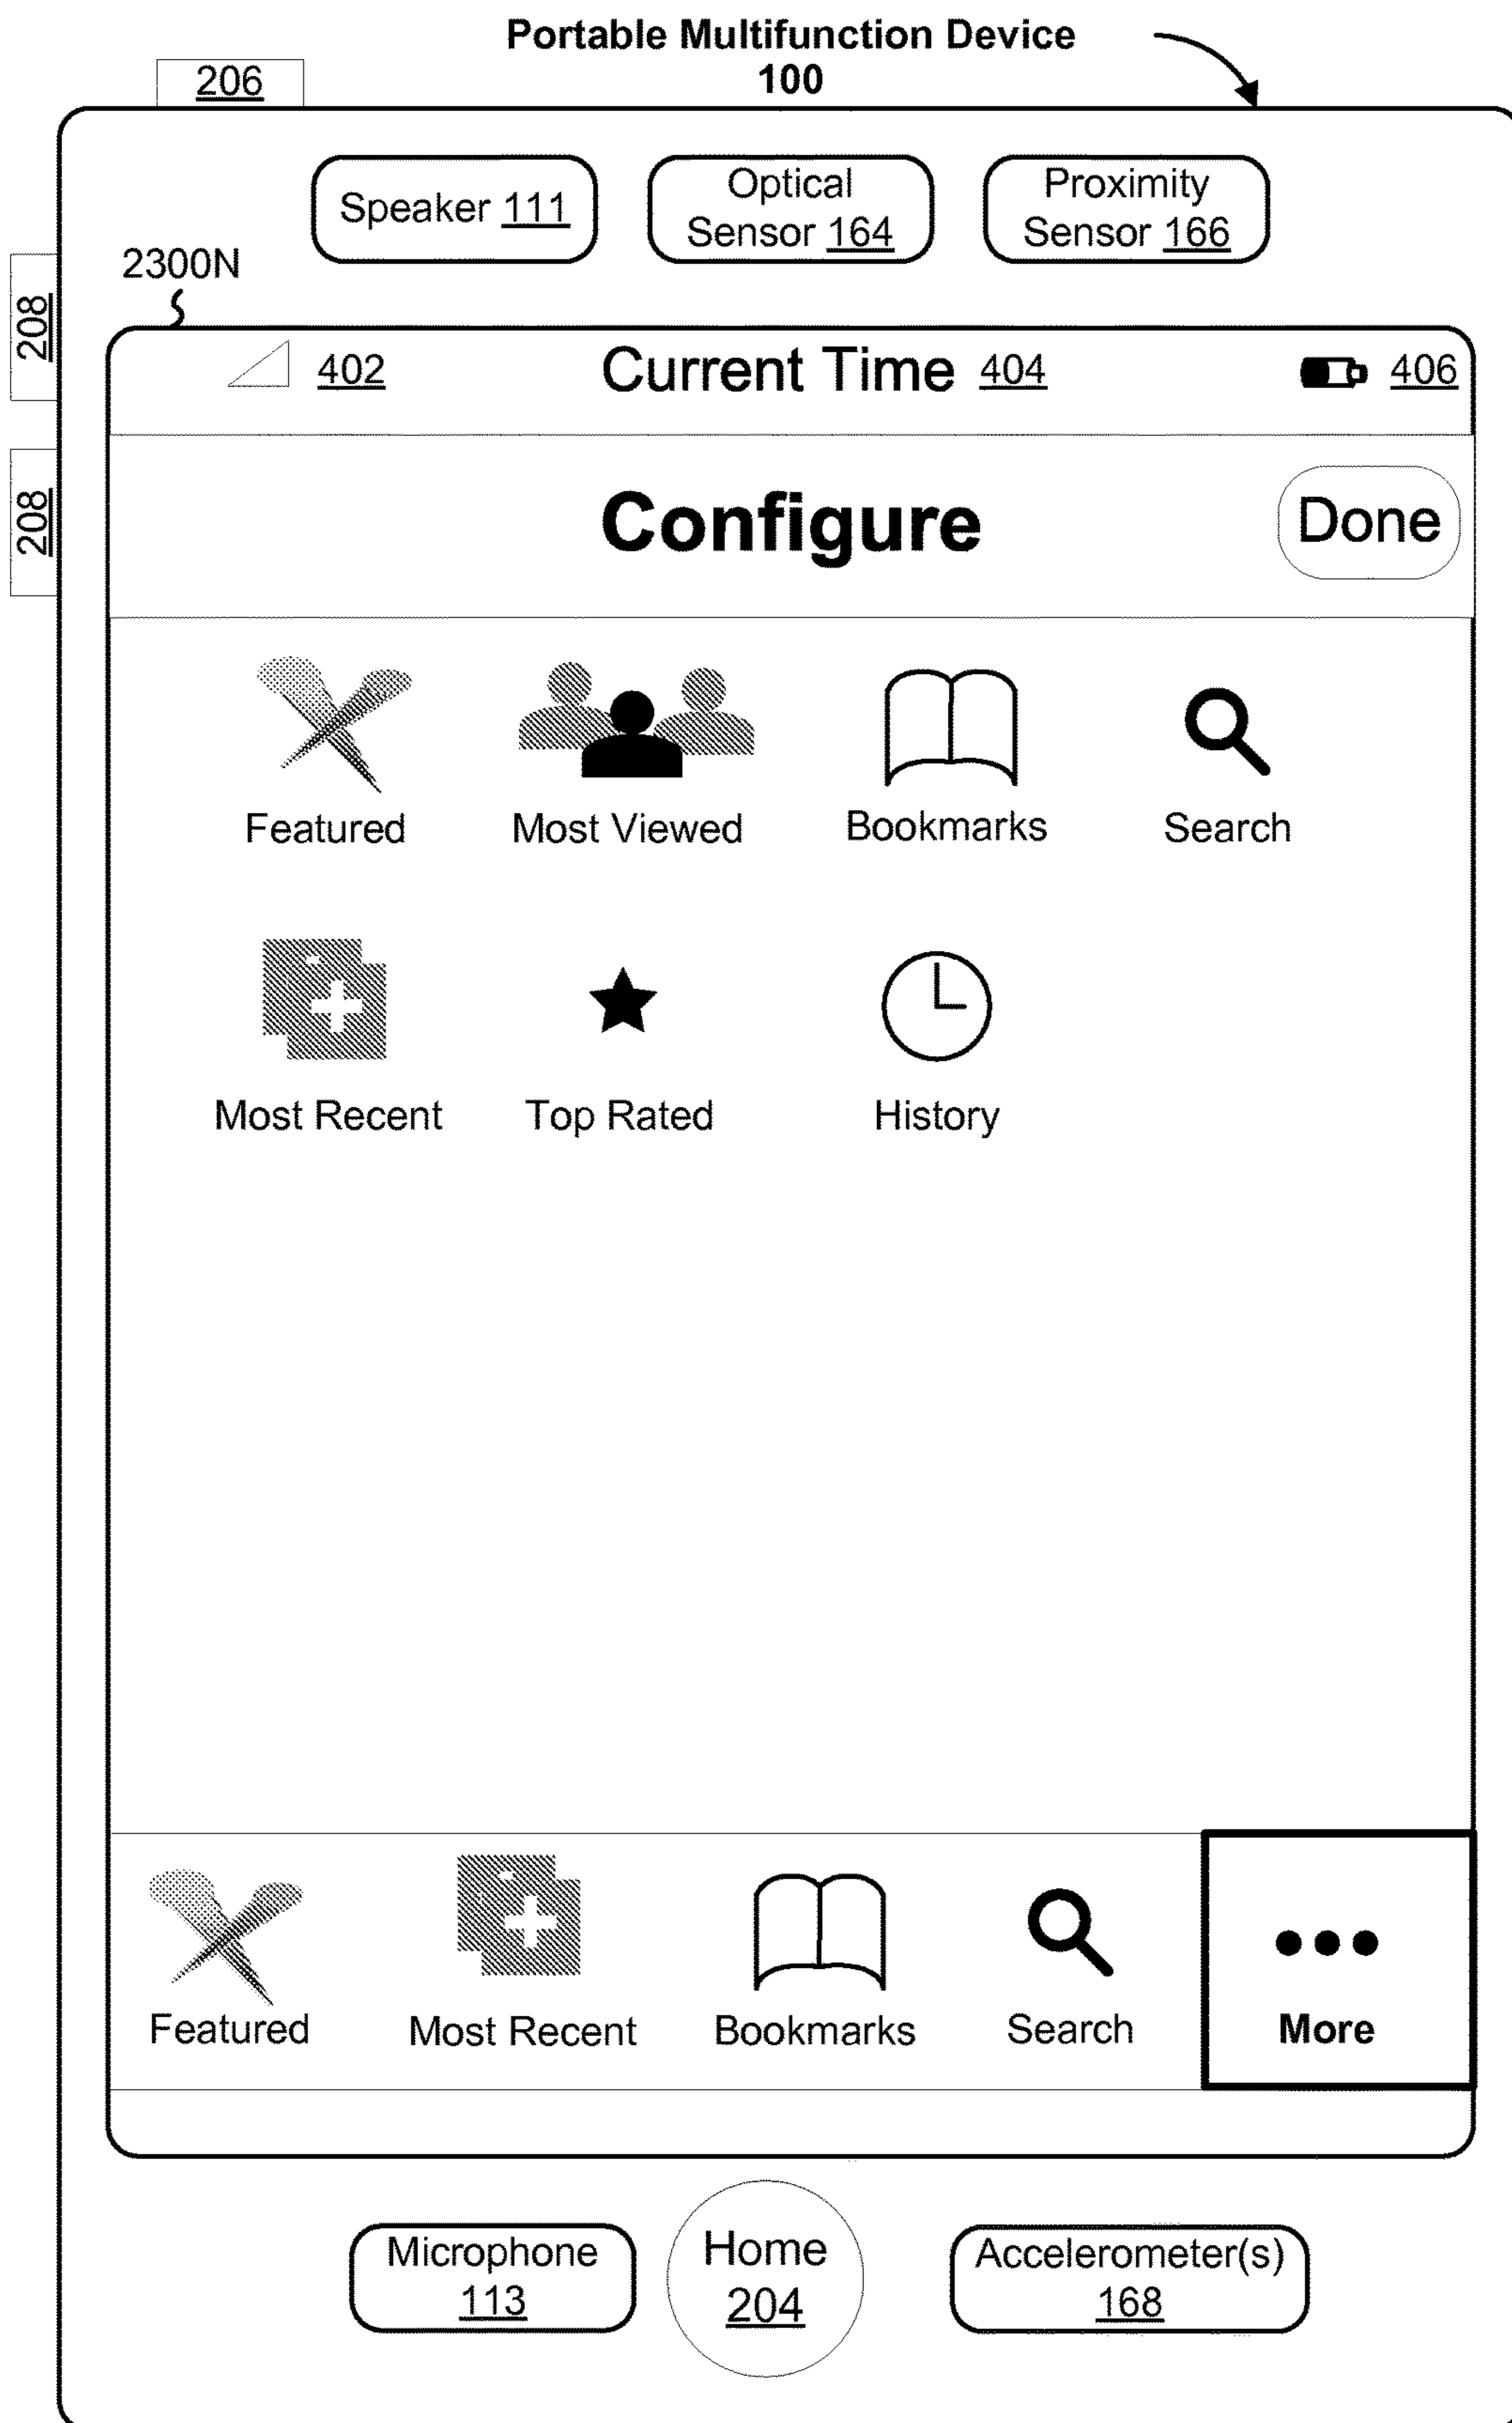 Portable Multifunction Device
100
206
Speaker 111
Optical
Sensor 164
Proximity
Sensor 166
2300N
208
208
402
Current Time 404
406
Configure
Done
Featured
Most Viewed
Bookmarks
Search
Most Recent
Top Rated
History
Featured
Most Recent
Bookmarks
Search
More
Microphone
113
Home
204
Accelerometer(s)
168